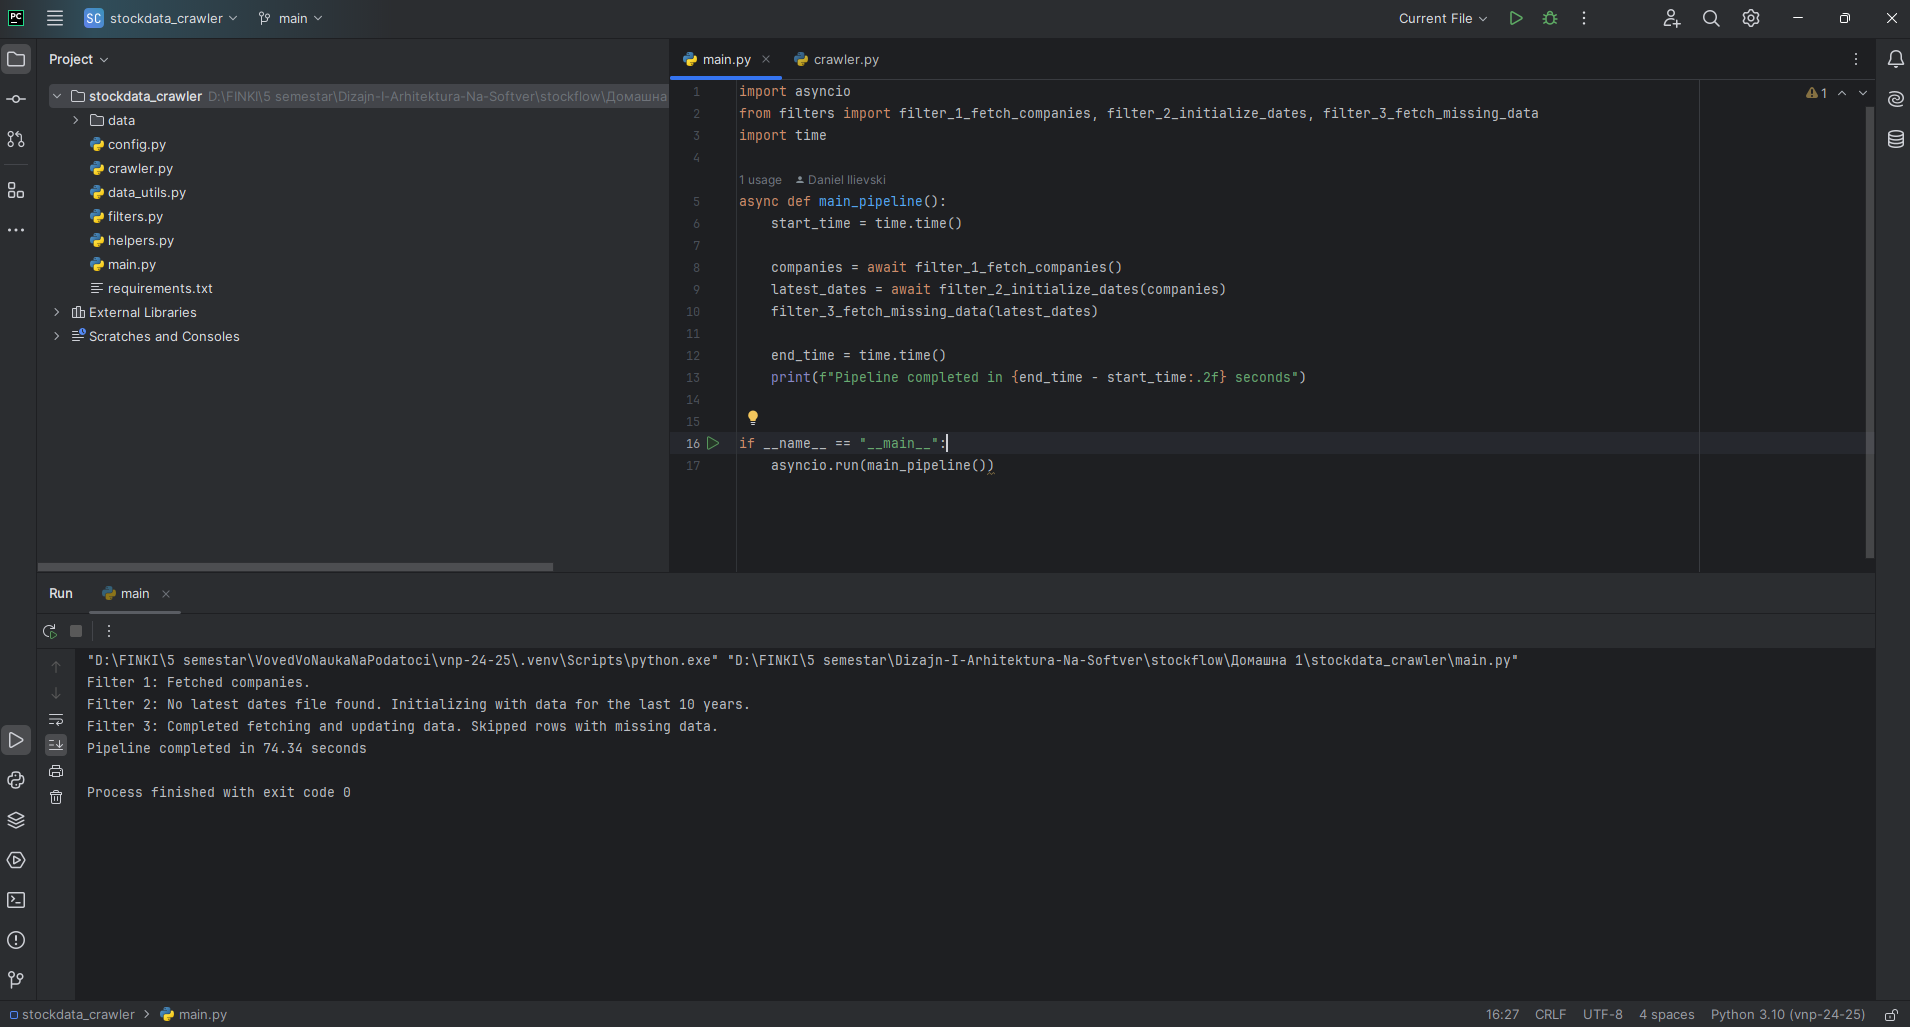 PC
SC stockdata_crawler main
Current File
Project
stockdata_crawler D:\FINKI\5 semestar\Dizajn-I-Arhitektura-Na-Softver\stockflow\Домашна
data
config.py
crawler.py
data_utils.py
filters.py
helpers.py
main.py
requirements.txt
External Libraries
Scratches and Consoles
main.py crawler.py
1
1 import asyncio
2 from filters import filter_1_fetch_companies, filter_2_initialize_dates, filter_3_fetch_missing_data
3 import time
4
1 usage Daniel Ilievski
5 async def main_pipeline():
6 start_time = time.time()
7
8 companies = await filter_1_fetch_companies()
9 latest_dates = await filter_2_initialize_dates(companies)
10 filter_3_fetch_missing_data(latest_dates)
11
12 end_time = time.time()
13 print(f"Pipeline completed in {end_time - start_time:.2f} seconds")
14
15
16 if __name__ == "__main__":
17 asyncio.run(main_pipeline())
Run main
"D:\FINKI\5 semestar\VovedVoNaukaNaPodatoci\vnp-24-25\.venv\Scripts\python.exe" "D:\FINKI\5 semestar\Dizajn-I-Arhitektura-Na-Softver\stockflow\Домашна 1\stockdata_crawler\main.py"
Filter 1: Fetched companies.
Filter 2: No latest dates file found. Initializing with data for the last 10 years.
Filter 3: Completed fetching and updating data. Skipped rows with missing data.
Pipeline completed in 74.34 seconds
Process finished with exit code 0
stockdata_crawler > main.py
16:27 CRLF UTF-8 4 spaces Python 3.10 (vnp-24-25)